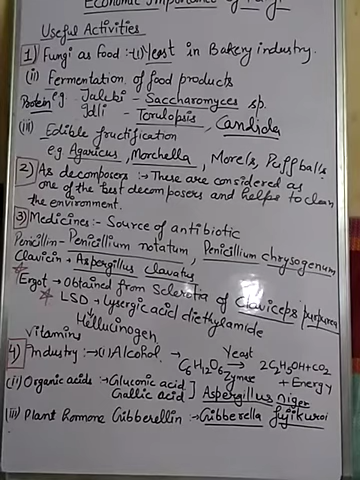 Economic Importance of Fungi
Useful Activities
1) Fungi as food :- (i) Yeast in Bakery industry.
(ii) Fermentation of food products
Protein e.g. Jalebi - Saccharomyces sp.
Idli - Torulopsis, Candida
(iii) Edible fructification
e.g Agaricus, Morchella, Morels, Puff balls
2) As decomposers :→ These are considered as
one of the best decomposers and helps to clean
the environment.
3) Medicines :- Source of antibiotic
Penicillin - Penicillium notatum, Penicillium chrysogenum
Clavicin → Aspergillus clavatus
Ergot → Obtained from Sclerotia of Claviceps purpurea
LSD → Lysergic acid diethylamide
Hellucinogen
Vitamins
4) Industry :→ (i) Alcohol → C6H12O6 Yeast → Zymase 2C2H5OH + CO2
+ Energy
(ii) Organic acids :- Gluconic acid ] Aspergillus niger
Gallic acid
(iii) Plant Hormone Gibberellin :→ Gibberella fujikuroi